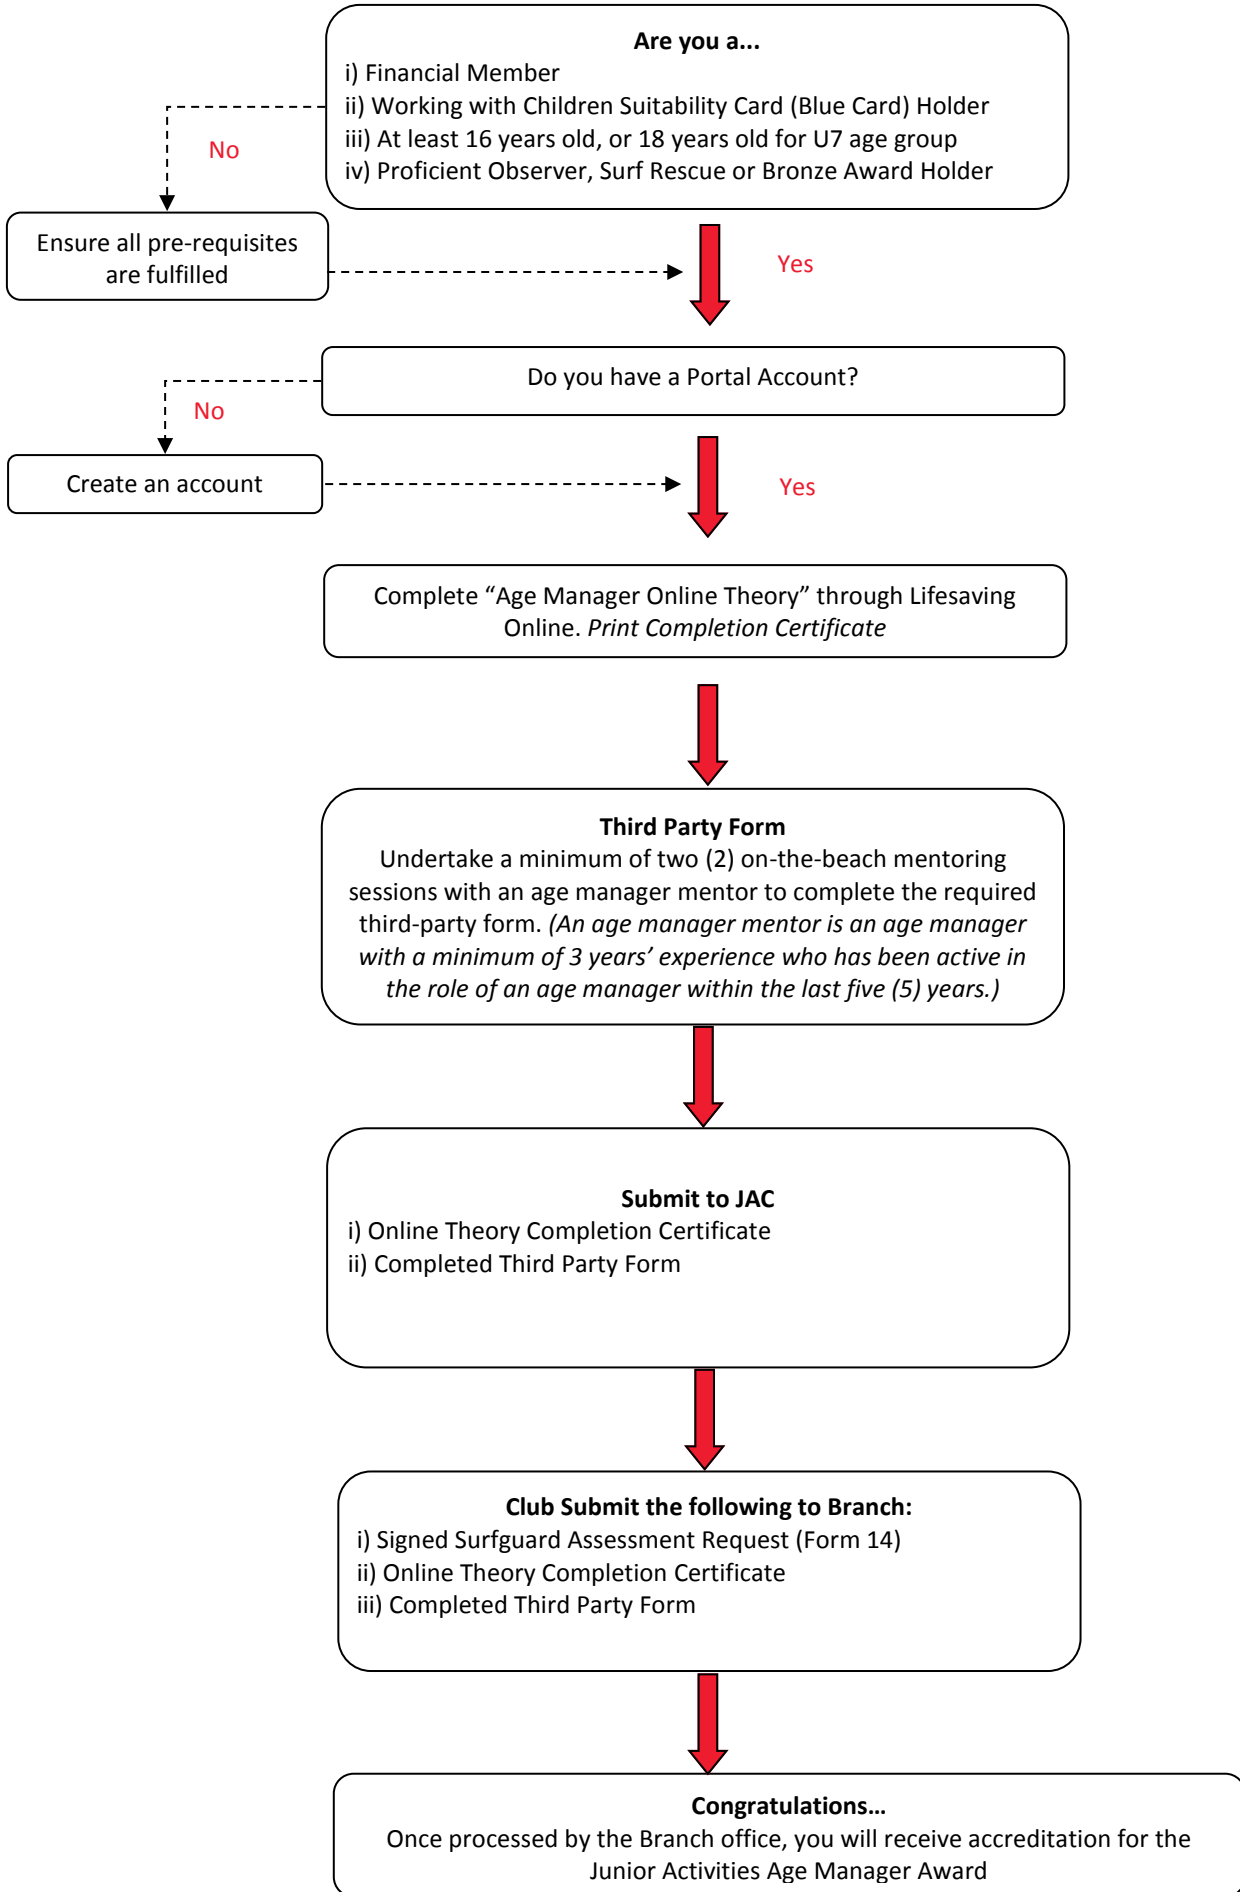 Are you a...
i) Financial Member
ii) Working with Children Suitability Card (Blue Card) Holder
iii) At least 16 years old, or 18 years old for U7 age group
iv) Proficient Observer, Surf Rescue or Bronze Award Holder
No
Ensure all pre-requisites
are fulfilled
Yes
Do you have a Portal Account?
No
Create an account
Yes
Complete “Age Manager Online Theory” through Lifesaving
Online. Print Completion Certificate
Third Party Form
Undertake a minimum of two (2) on-the-beach mentoring
sessions with an age manager mentor to complete the required
third-party form. (An age manager mentor is an age manager
with a minimum of 3 years’ experience who has been active in
the role of an age manager within the last five (5) years.)
Submit to JAC
i) Online Theory Completion Certificate
ii) Completed Third Party Form
Club Submit the following to Branch:
i) Signed Surfguard Assessment Request (Form 14)
ii) Online Theory Completion Certificate
iii) Completed Third Party Form
Congratulations…
Once processed by the Branch office, you will receive accreditation for the
Junior Activities Age Manager Award